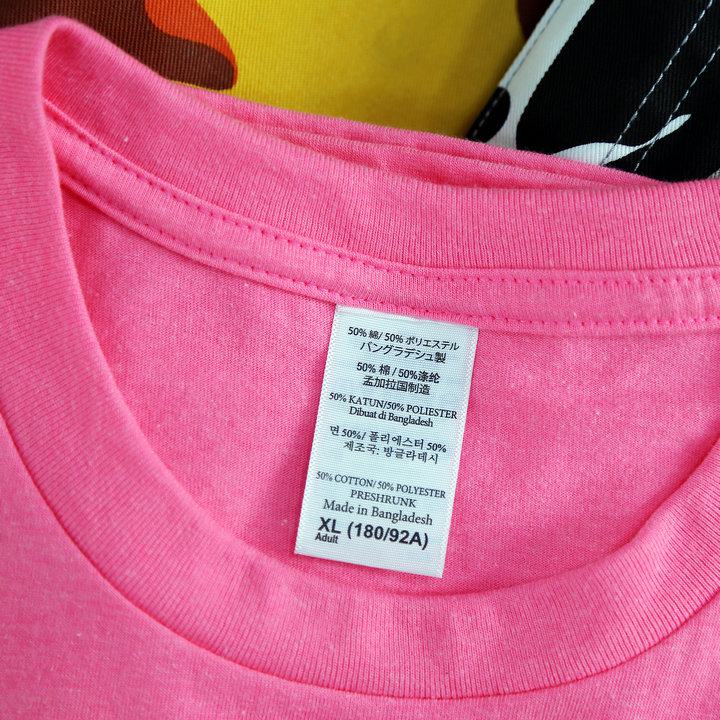 50% 綿/ 50% ポリエステル
バングラデシュ製
50% 棉 / 50%涤纶
孟加拉国制造
50% KATUN/50% POLIESTER
Dibuat di Bangladesh
면 50%/ 폴리에스터 50%
제조국: 방글라데시
50% COTTON/ 50% POLYESTER
PRESHRUNK
Made in Bangladesh
XL (180/92A)
Adult